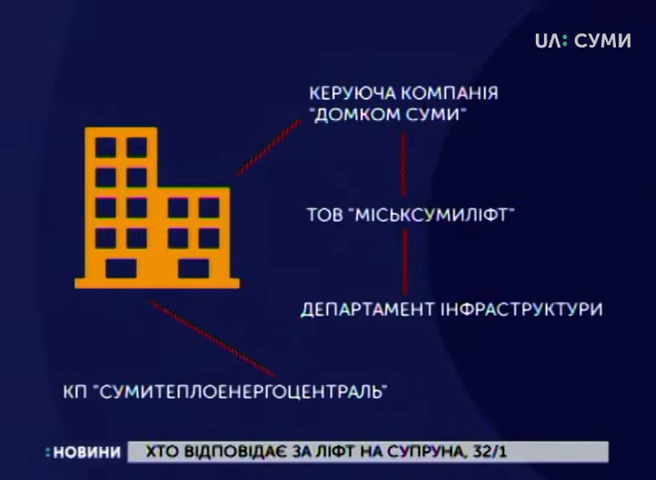 UA: СУМИ
КЕРУЮЧА КОМПАНІЯ
"ДОМКОМ СУМИ"
ТОВ "МІСЬКСУМИЛІФТ"
ДЕПАРТАМЕНТ ІНФРАСТРУКТУРИ
КП "СУМИТЕПЛОЕНЕРГОЦЕНТРАЛЬ"
:НОВИНИ
ХТО ВІДПОВІДАЄ ЗА ЛІФТ НА СУПРУНА, 32/1